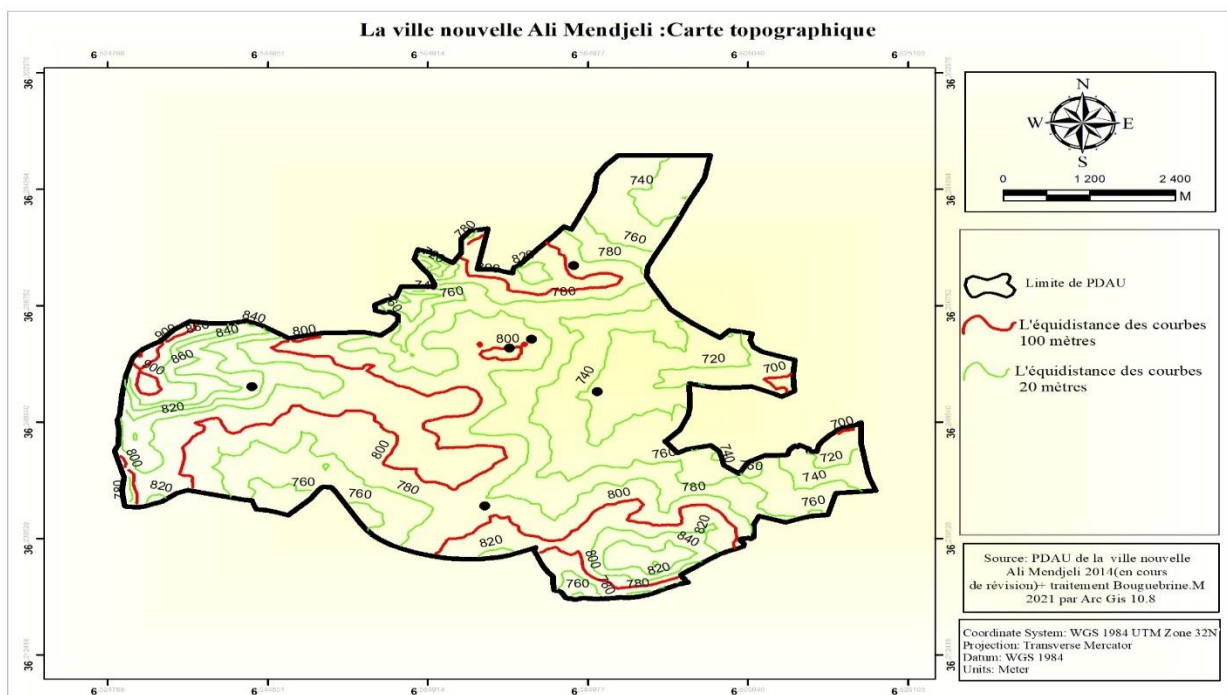 La ville nouvelle Ali Mendjeli :Carte topographique
N
W E
S
0 1 200 2 400
M
Limite de PDAU
L'équidistance des courbes
100 mètres
L'équidistance des courbes
20 mètres
Source: PDAU de la ville nouvelle
Ali Mendjeli 2014(en cours
de révision)+ traitement Bouguebrine.M
2021 par Arc Gis 10.8
Coordinate System: WGS 1984 UTM Zone 32N
Projection: Transverse Mercator
Datum: WGS 1984
Units: Meter
740
760
780
780
820
780
760
800
740
720
700
840
800
840
900
860
900
820
800
780
820
800
760
760
780
820
760
780
800
740
760
700
720
740
760
820
840
800
820
760
780
780